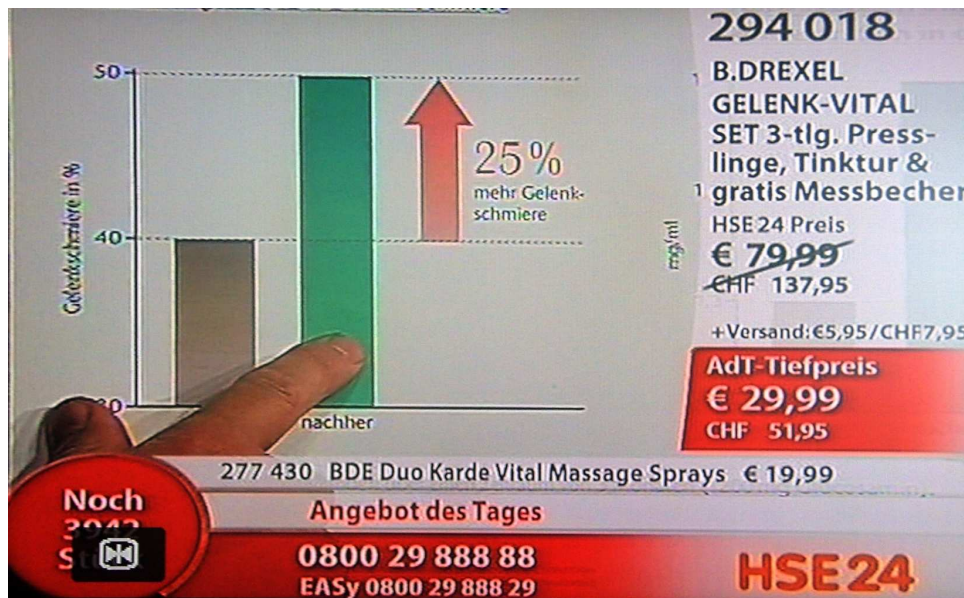 50
40
Gelenkschmiere in %
25%
mehr Gelenk-
schmiere
nachher
mg/ml
294 018
B.DREXEL
GELENK-VITAL
SET 3-tlg. Press-
linge, Tinktur &
gratis Messbecher
HSE24 Preis
€ 79,99
CHF 137,95
+Versand:€5,95/CHF7,95
AdT-Tiefpreis
€ 29,99
CHF 51,95
277 430 BDE Duo Karde Vital Massage Sprays € 19,99
Noch
3942
Angebot des Tages
0800 29 888 88
EASy 0800 29 888 29
HSE24